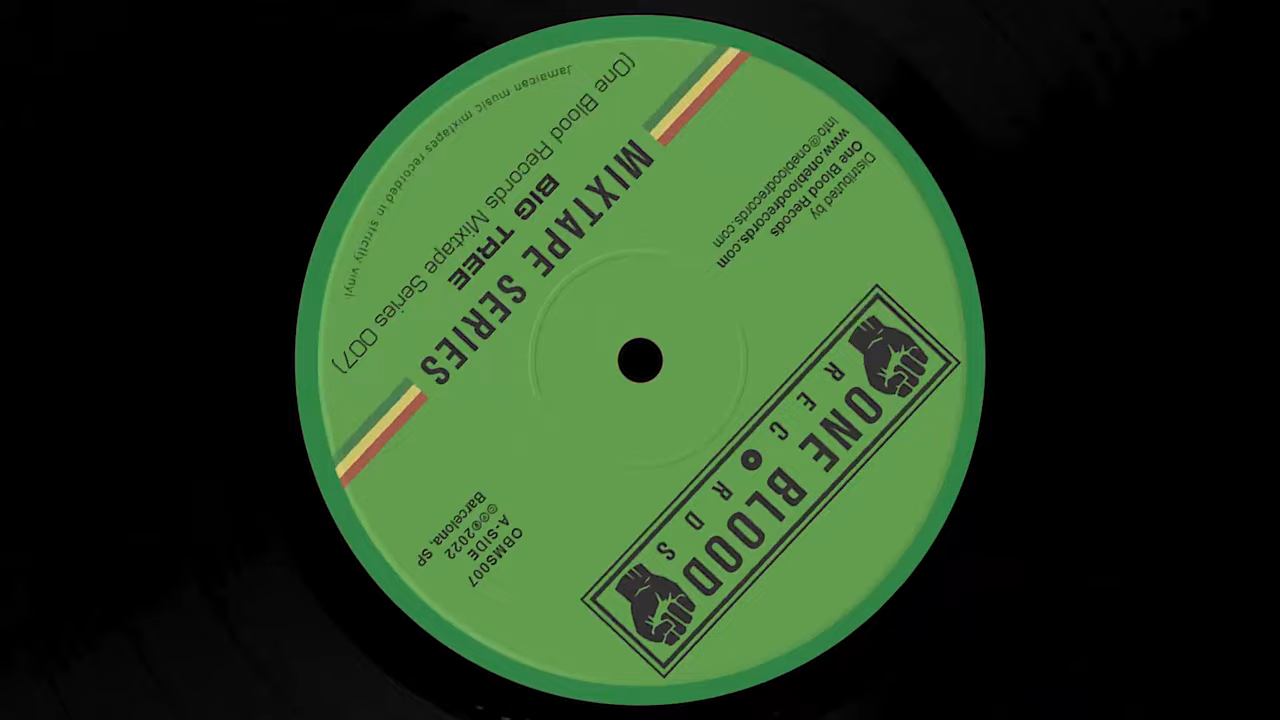 ONE BLOOD
RECORDS
OBMS007
A-SIDE
©℗®2022
Barcelona, SP
Distributed by
One Blood Recods
www.onebloodrecords.com
info@onebloodrecords.com
MIXTAPE SERIES
BIG TREE
(One Blood Records Mixtape Series 007)
Jamaican music mixtapes recorded in strictly vinyl